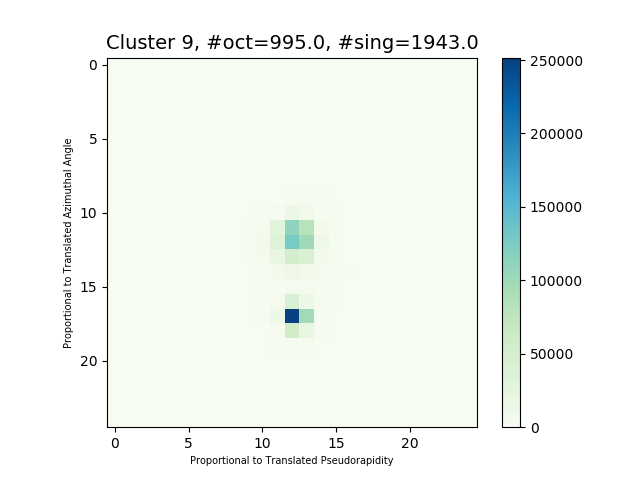 Cluster 9, #oct=995.0, #sing=1943.0
0
5
10
15
20
Proportional to Translated Azimuthal Angle
0 5 10 15 20
Proportional to Translated Pseudorapidity
250000
200000
150000
100000
50000
0